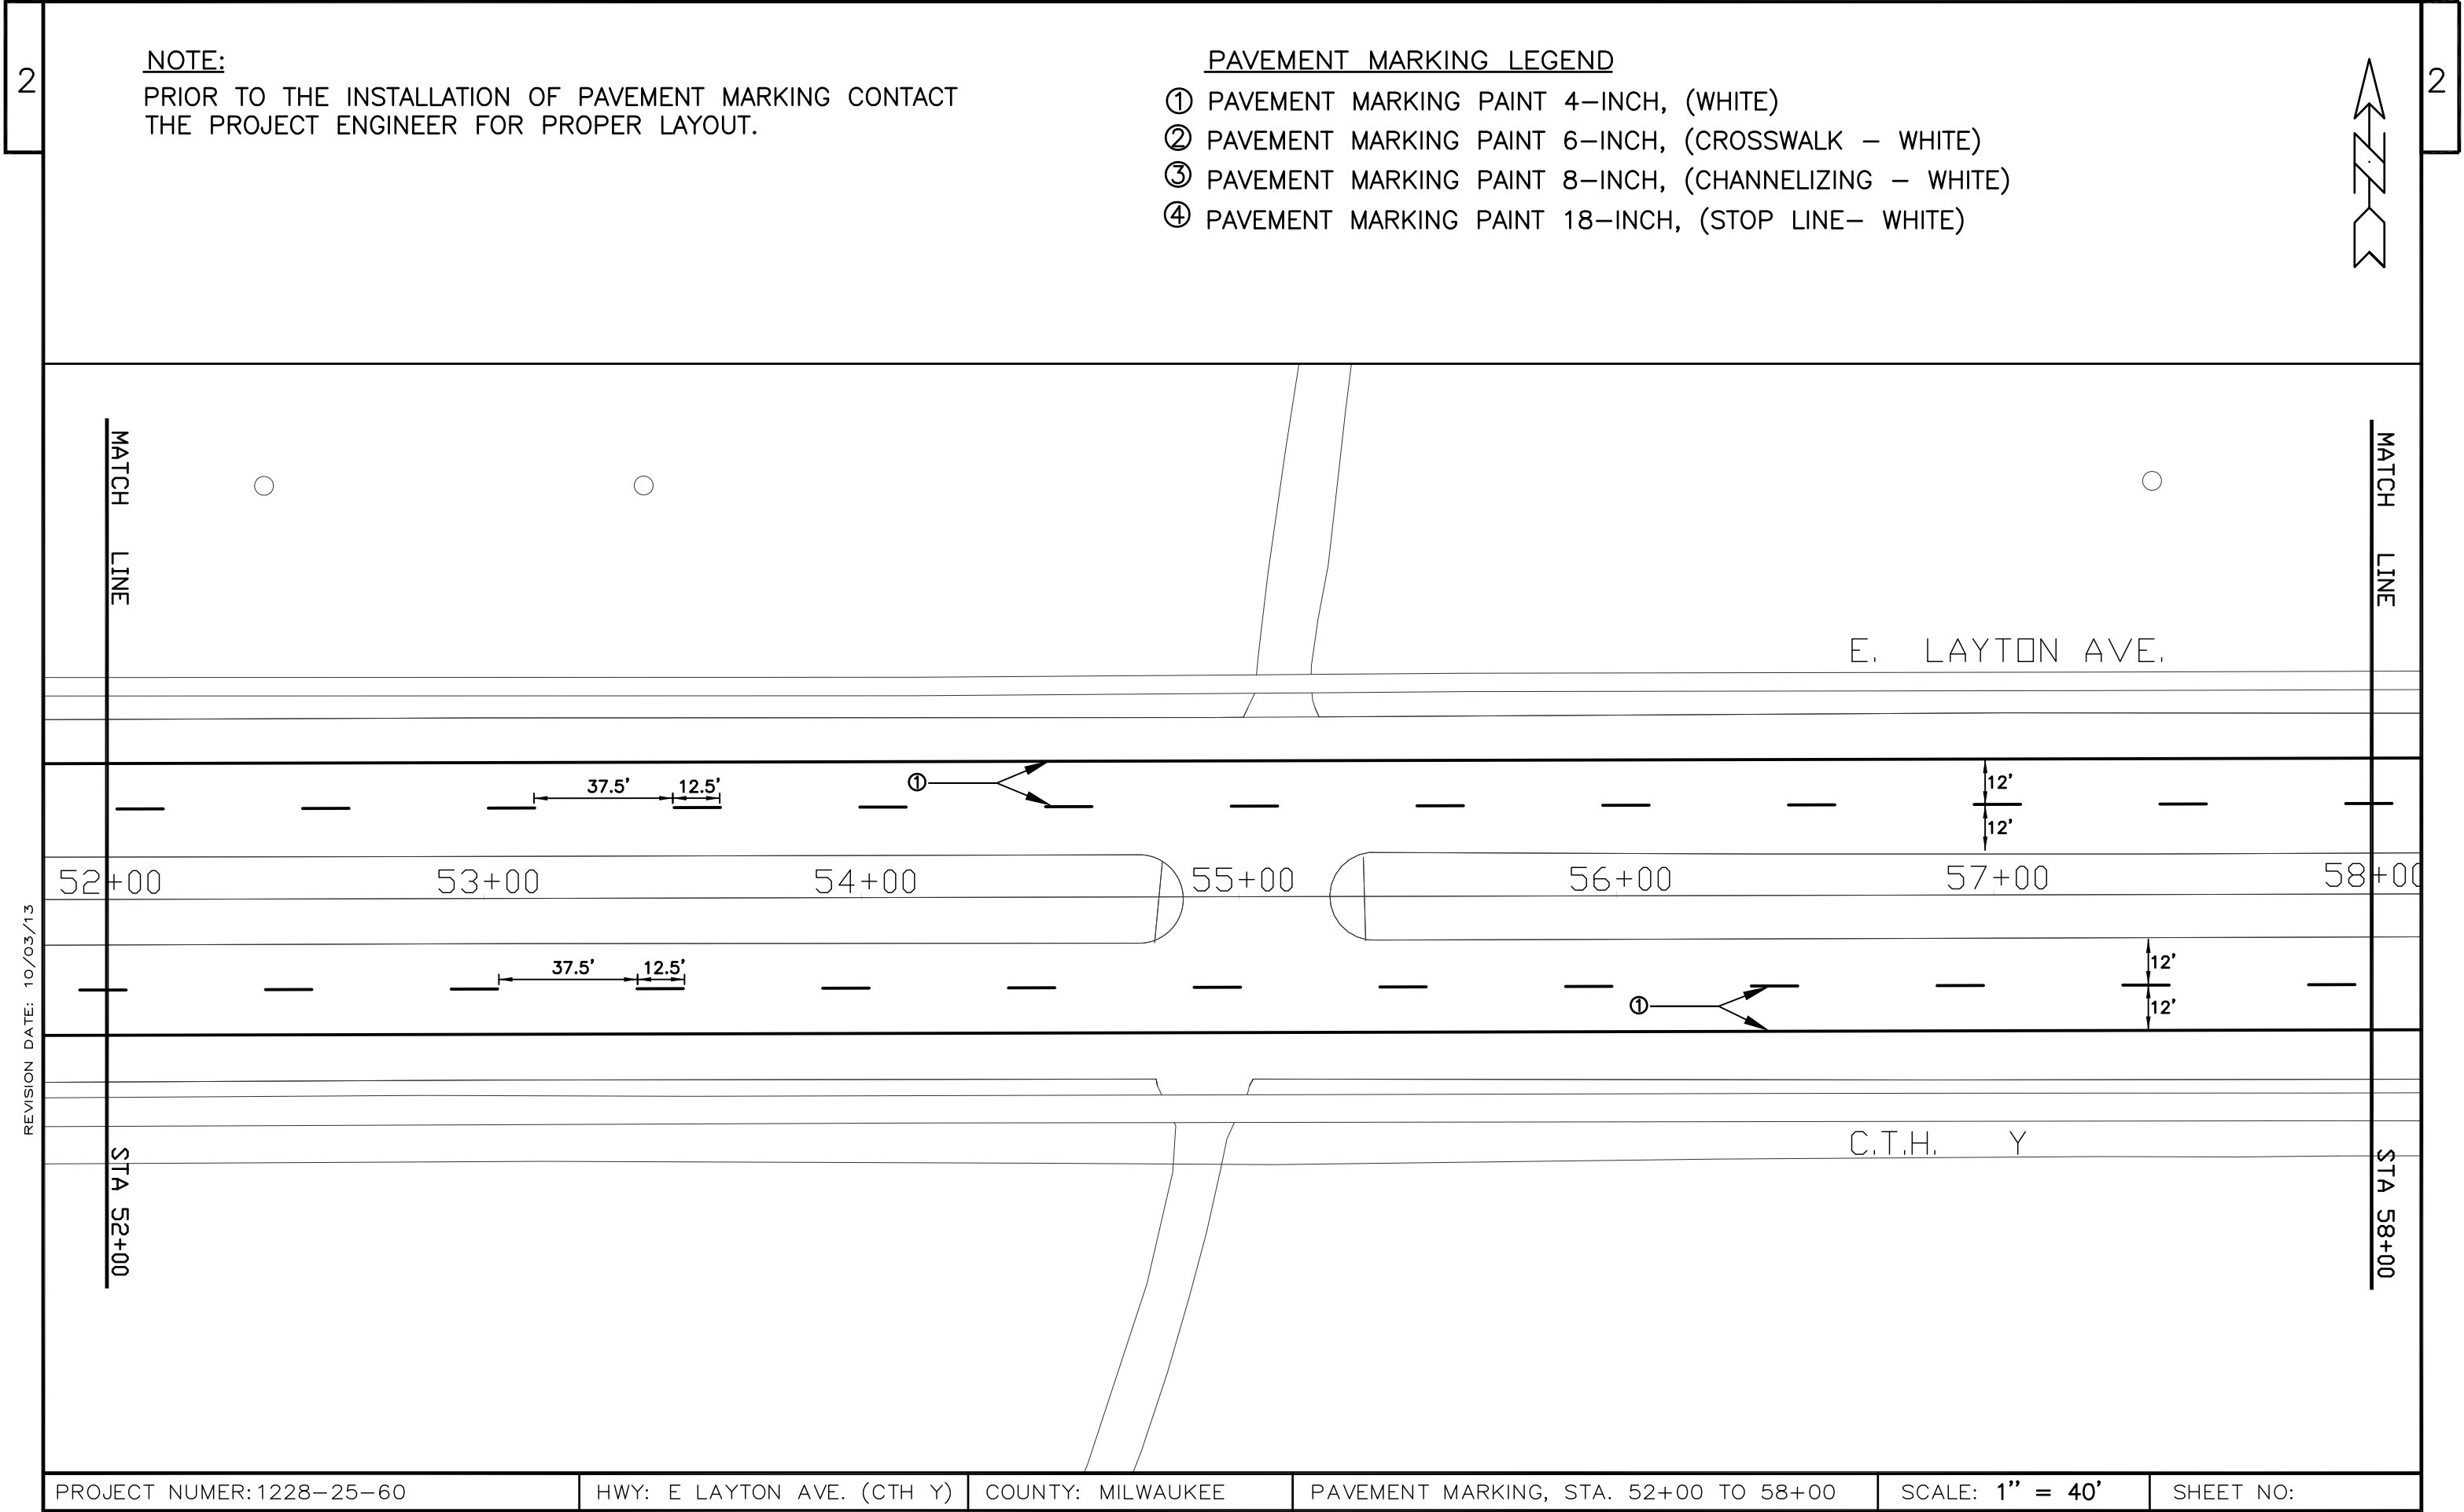 2
2
NOTE:
PRIOR TO THE INSTALLATION OF PAVEMENT MARKING CONTACT
THE PROJECT ENGINEER FOR PROPER LAYOUT.
PAVEMENT MARKING LEGEND
① PAVEMENT MARKING PAINT 4-INCH, (WHITE)
② PAVEMENT MARKING PAINT 6-INCH, (CROSSWALK - WHITE)
③ PAVEMENT MARKING PAINT 8-INCH, (CHANNELIZING - WHITE)
④ PAVEMENT MARKING PAINT 18-INCH, (STOP LINE- WHITE)
N
MATCH LINE
MATCH LINE
E. LAYTON AVE.
37.5' 12.5'
①
12'
12'
52+00 53+00 54+00 55+00 56+00 57+00 58+00
37.5' 12.5'
①
12'
12'
C.T.H. Y
STA 52+00
STA 58+00
REVISION DATE: 10/03/13
PROJECT NUMER: 1228-25-60
HWY: E LAYTON AVE. (CTH Y)
COUNTY: MILWAUKEE
PAVEMENT MARKING, STA. 52+00 TO 58+00
SCALE: 1" = 40'
SHEET NO: